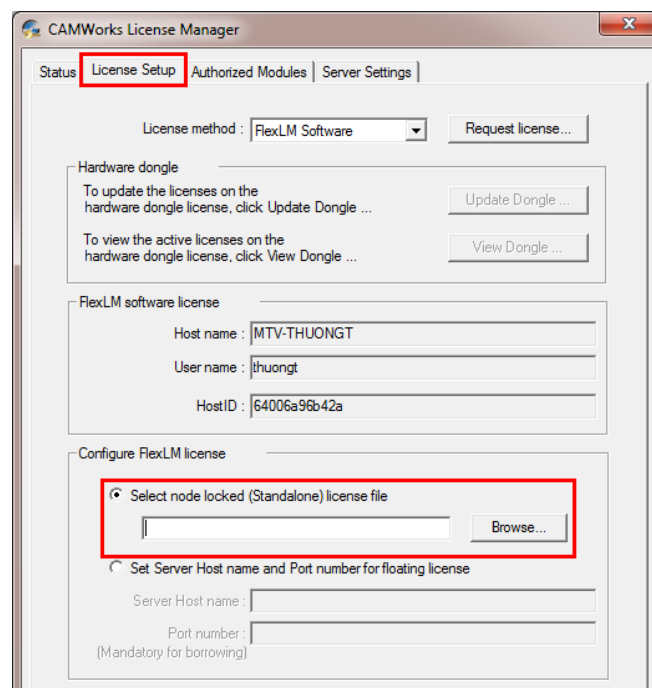 CAMWorks License Manager
Status License Setup Authorized Modules Server Settings
License method : FlexLM Software Request license...
Hardware dongle
To update the licenses on the
hardware dongle license, click Update Dongle ...
Update Dongle ...
To view the active licenses on the
hardware dongle license, click View Dongle ...
View Dongle ...
FlexLM software license
Host name : MTV-THUONGT
User name : thuongt
HostID : 64006a96b42a
Configure FlexLM license
Select node locked (Standalone) license file
Browse...
Set Server Host name and Port number for floating license
Server Host name :
Port number :
(Mandatory for borrowing)